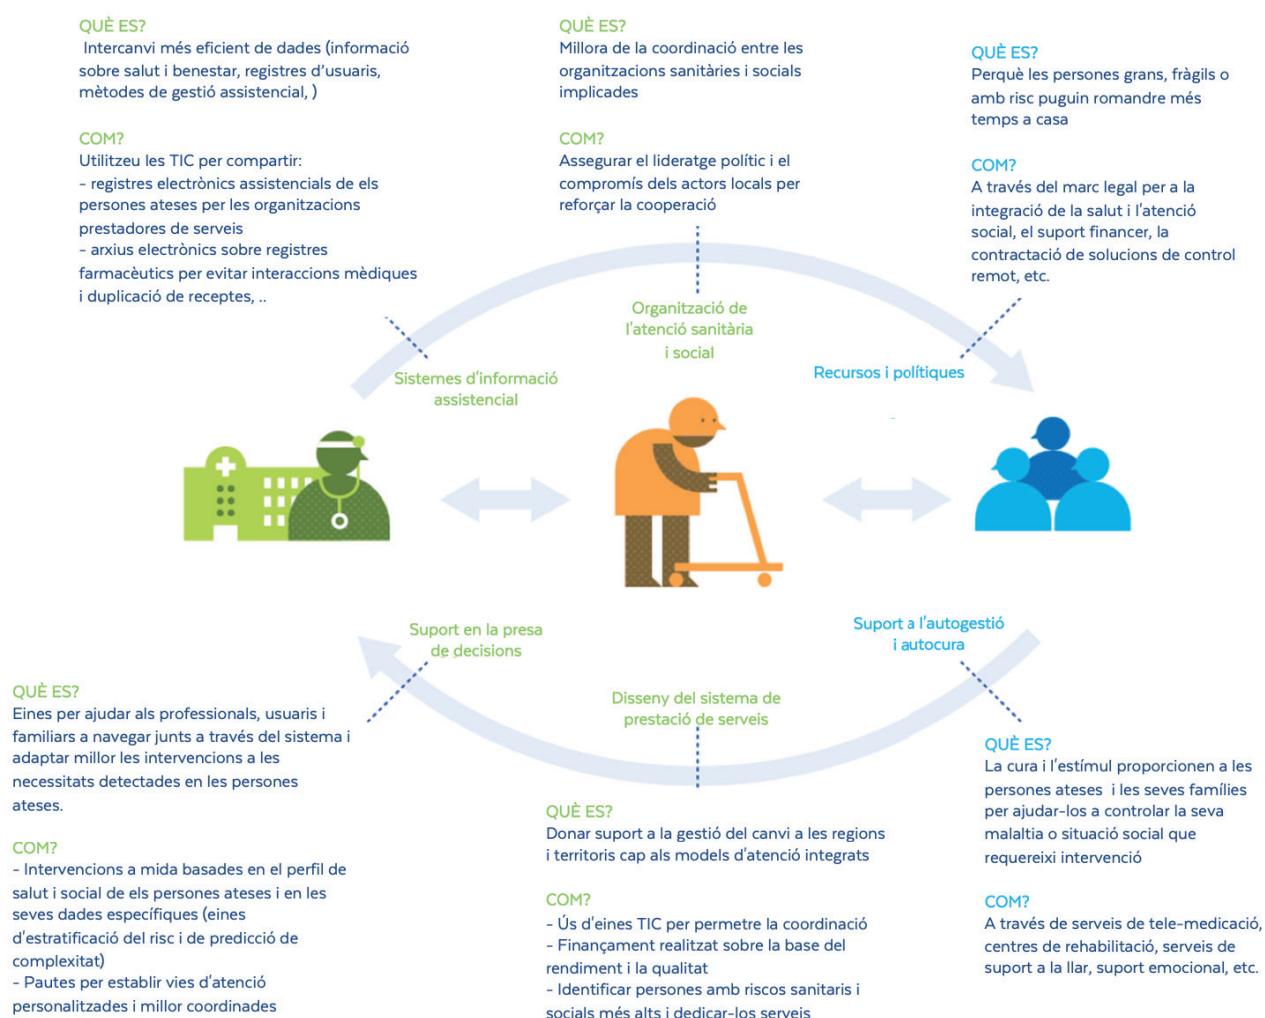 QUÈ ES?
Intercanvi més eficient de dades (informació
sobre salut i benestar, registres d'usuaris,
mètodes de gestió assistencial, )
COM?
Utilitzeu les TIC per compartir:
- registres electrònics assistencials de els
persones ateses per les organitzacions
prestadores de serveis
- arxius electrònics sobre registres
farmacèutics per evitar interaccions mèdiques
i duplicació de receptes, ..
QUÈ ES?
Millora de la coordinació entre les
organitzacions sanitàries i socials
implicades
COM?
Assegurar el lideratge polític i el
compromís dels actors locals per
reforçar la cooperació
QUÈ ES?
Perquè les persones grans, fràgils o
amb risc puguin romandre més
temps a casa
COM?
A través del marc legal per a la
integració de la salut i l'atenció
social, el suport financer, la
contractació de solucions de control
remot, etc.
Sistemes d'informació
assistencial
Organització de
l'atenció sanitària
i social
Recursos i polítiques
Suport en la presa
de decisions
Disseny del sistema de
prestació de serveis
Suport a l'autogestió
i autocura
QUÈ ES?
Eines per ajudar als professionals, usuaris i
familiars a navegar junts a través del sistema i
adaptar millor les intervencions a les
necessitats detectades en les persones
ateses.
COM?
- Intervencions a mida basades en el perfil de
salut i social de els persones ateses i en les
seves dades específiques (eines
d'estratificació del risc i de predicció de
complexitat)
- Pautes per establir vies d'atenció
personalitzades i millor coordinades
QUÈ ES?
Donar suport a la gestió del canvi a les regions
i territoris cap als models d'atenció integrats
COM?
- Ús d'eines TIC per permetre la coordinació
- Finançament realitzat sobre la base del
rendiment i la qualitat
- Identificar persones amb riscos sanitaris i
socials més alts i dedicar-los serveis
QUÈ ES?
La cura i l'estímul proporcionen a les
persones ateses i les seves famílies
per ajudar-los a controlar la seva
malaltia o situació social que
requereixi intervenció
COM?
A través de serveis de tele-medicació,
centres de rehabilitació, serveis de
suport a la llar, suport emocional, etc.